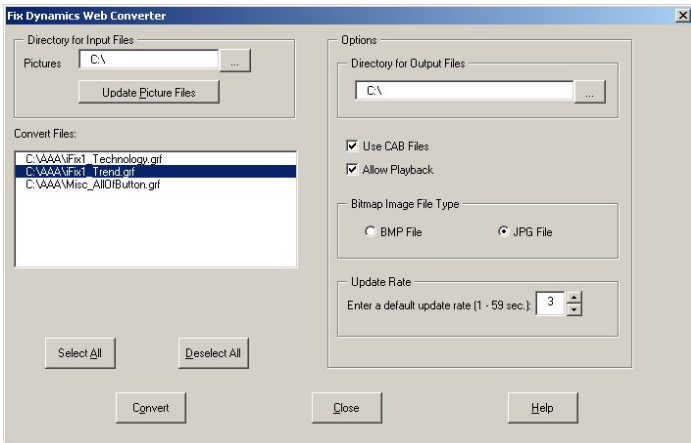 Fix Dynamics Web Converter
Directory for Input Files
Pictures C:\ ...
Update Picture Files
Convert Files:
C:\AAA\iFix1_Technology.grf
C:\AAA\iFix1_Trend.grf
C:\AAA\Misc_AllOfButton.grf
Select All
Deselect All
Options
Directory for Output Files
C:\ ...
Use CAB Files
Allow Playback
Bitmap Image File Type
BMP File JPG File
Update Rate
Enter a default update rate (1 - 59 sec.): 3
Convert
Close
Help